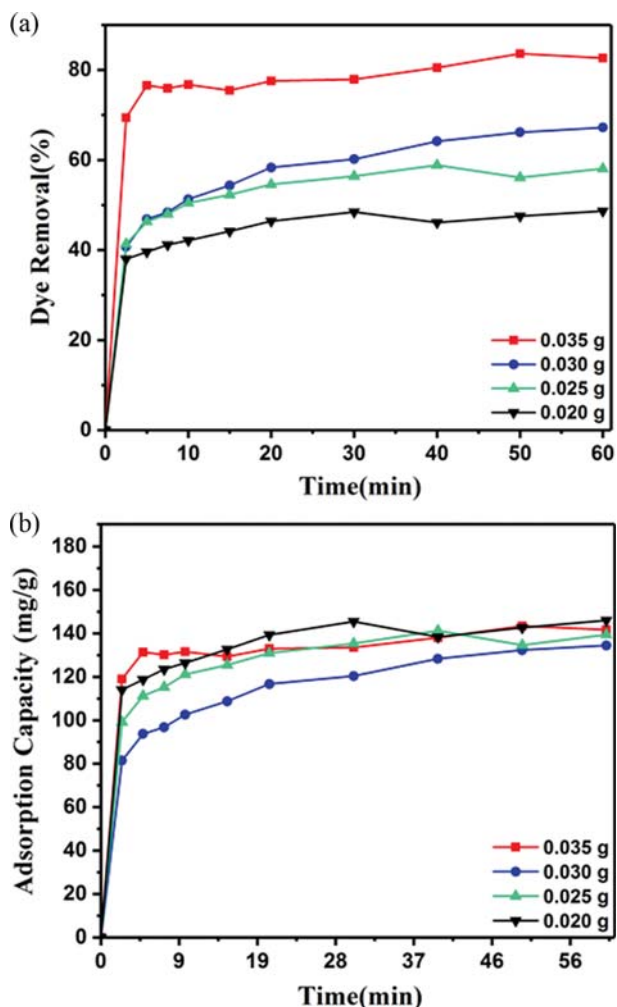 (a)
80
60
40
20
0
Dye Removal(%)
0.035 g
0.030 g
0.025 g
0.020 g
0 10 20 30 40 50 60
Time(min)
(b)
180
160
140
120
100
80
60
40
20
0
Adsorption Capacity (mg/g)
0.035 g
0.030 g
0.025 g
0.020 g
0 9 19 28 37 46 56
Time(min)